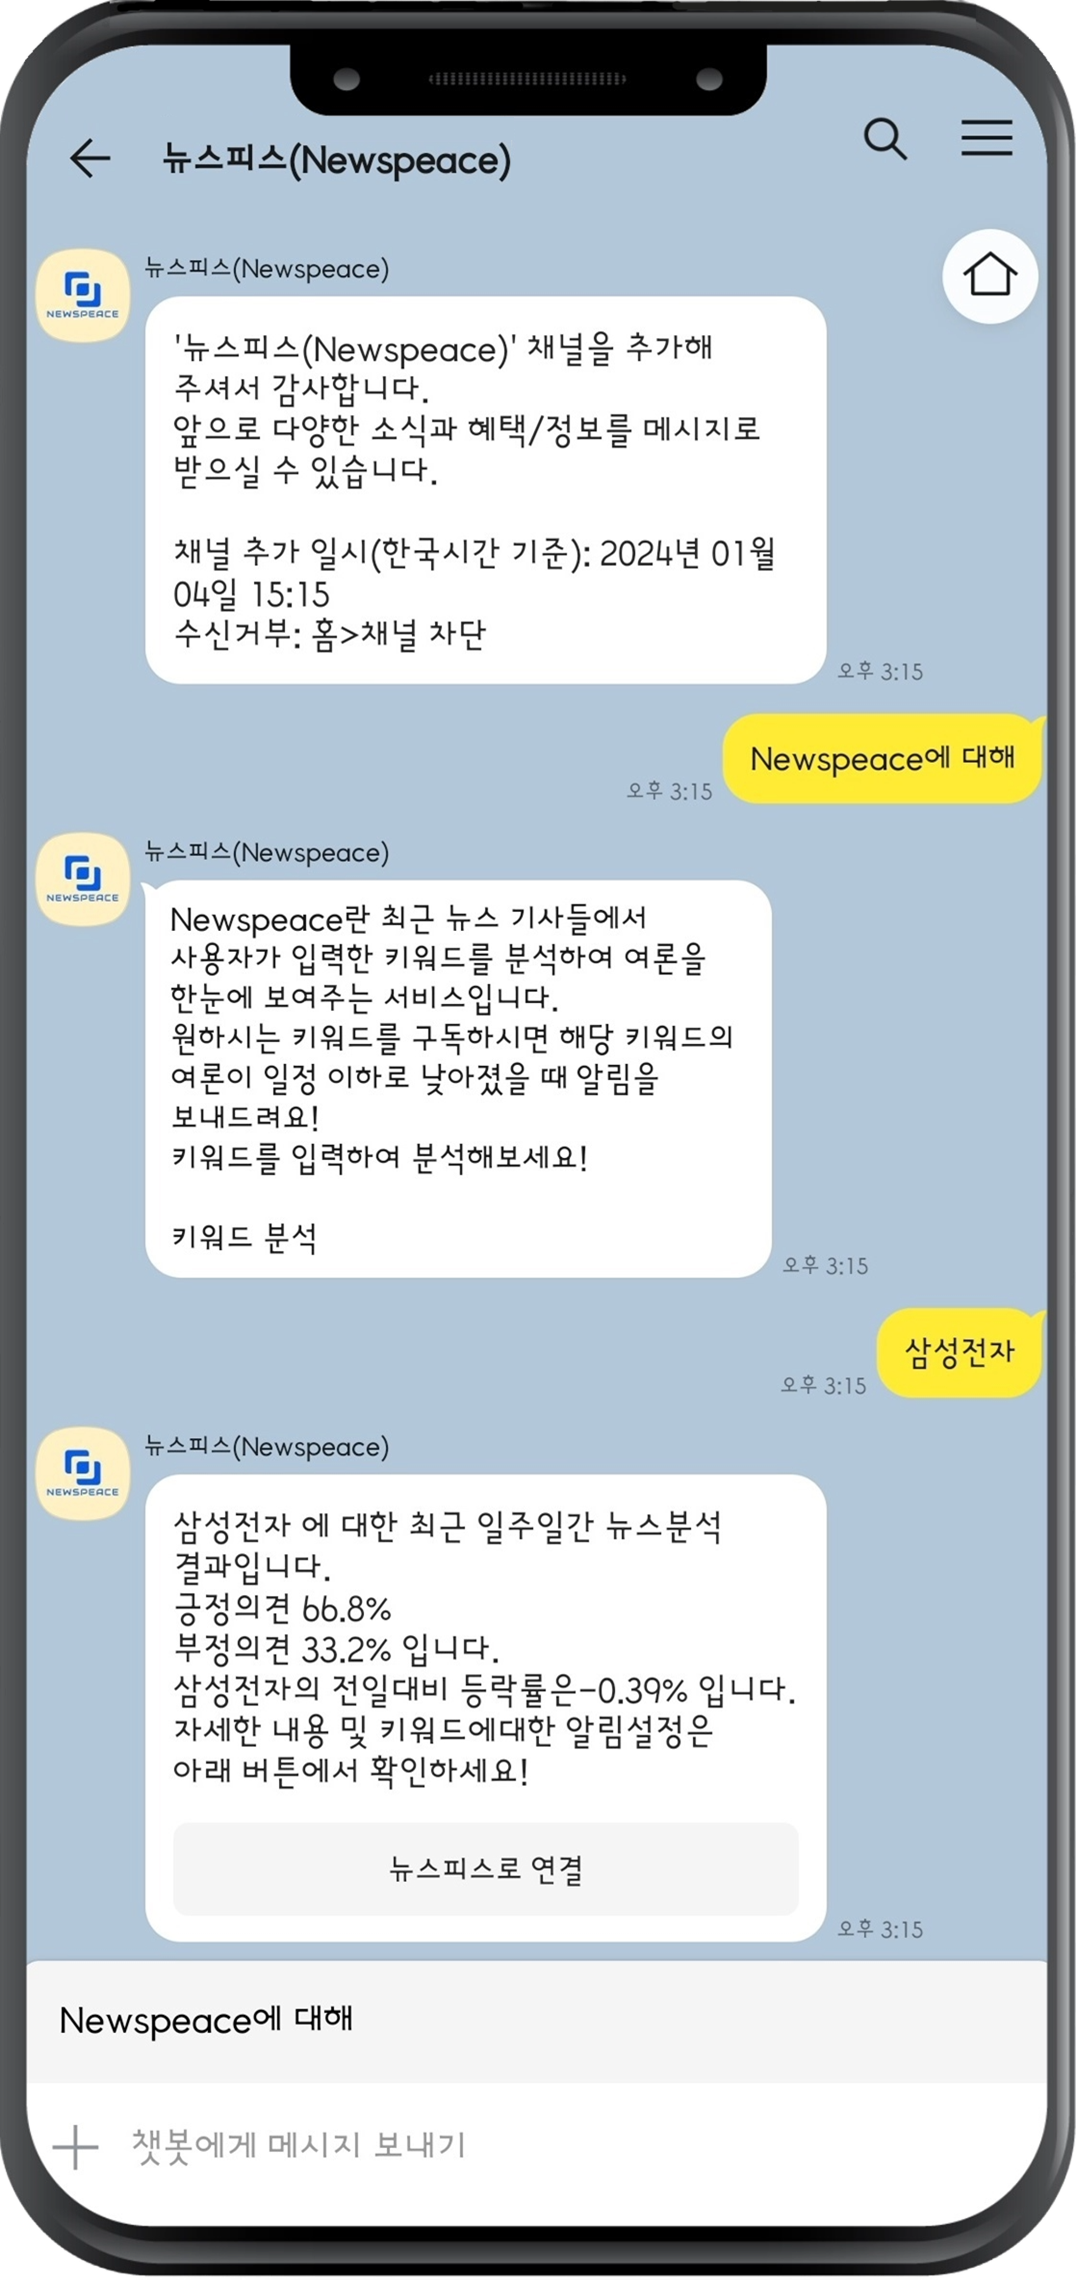 뉴스피스(Newspeace)
NEWSPEACE
뉴스피스(Newspeace)
'뉴스피스(Newspeace)' 채널을 추가해
주셔서 감사합니다.
앞으로 다양한 소식과 혜택/정보를 메시지로
받으실 수 있습니다.
채널 추가 일시(한국시간 기준): 2024년 01월
04일 15:15
수신거부: 홈>채널 차단
오후 3:15
Newspeace에 대해
오후 3:15
NEWSPEACE
뉴스피스(Newspeace)
Newspeace란 최근 뉴스 기사들에서
사용자가 입력한 키워드를 분석하여 여론을
한눈에 보여주는 서비스입니다.
원하시는 키워드를 구독하시면 해당 키워드의
여론이 일정 이하로 낮아졌을 때 알림을
보내드려요!
키워드를 입력하여 분석해보세요!
키워드 분석
오후 3:15
삼성전자
오후 3:15
NEWSPEACE
뉴스피스(Newspeace)
삼성전자 에 대한 최근 일주일간 뉴스분석
결과입니다.
긍정의견 66.8%
부정의견 33.2% 입니다.
삼성전자의 전일대비 등락률은-0.39% 입니다.
자세한 내용 및 키워드에대한 알림설정은
아래 버튼에서 확인하세요!
뉴스피스로 연결
오후 3:15
Newspeace에 대해
챗봇에게 메시지 보내기